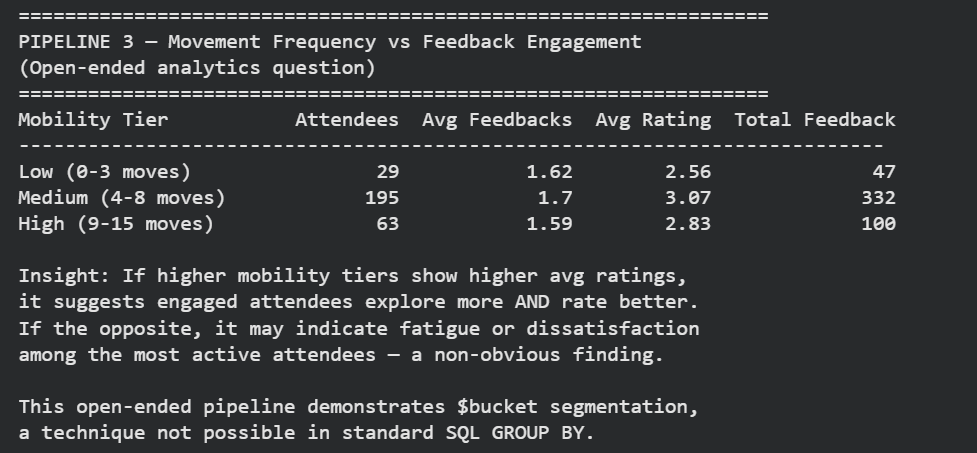 =================================================================
PIPELINE 3 — Movement Frequency vs Feedback Engagement
(Open-ended analytics question)
=================================================================
Mobility Tier           Attendees  Avg Feedbacks  Avg Rating  Total Feedback
---------------------------------------------------------------------------
Low (0-3 moves)                29           1.62        2.56              47
Medium (4-8 moves)            195            1.7        3.07             332
High (9-15 moves)              63           1.59        2.83             100
Insight: If higher mobility tiers show higher avg ratings,
it suggests engaged attendees explore more AND rate better.
If the opposite, it may indicate fatigue or dissatisfaction
among the most active attendees — a non-obvious finding.
This open-ended pipeline demonstrates $bucket segmentation,
a technique not possible in standard SQL GROUP BY.